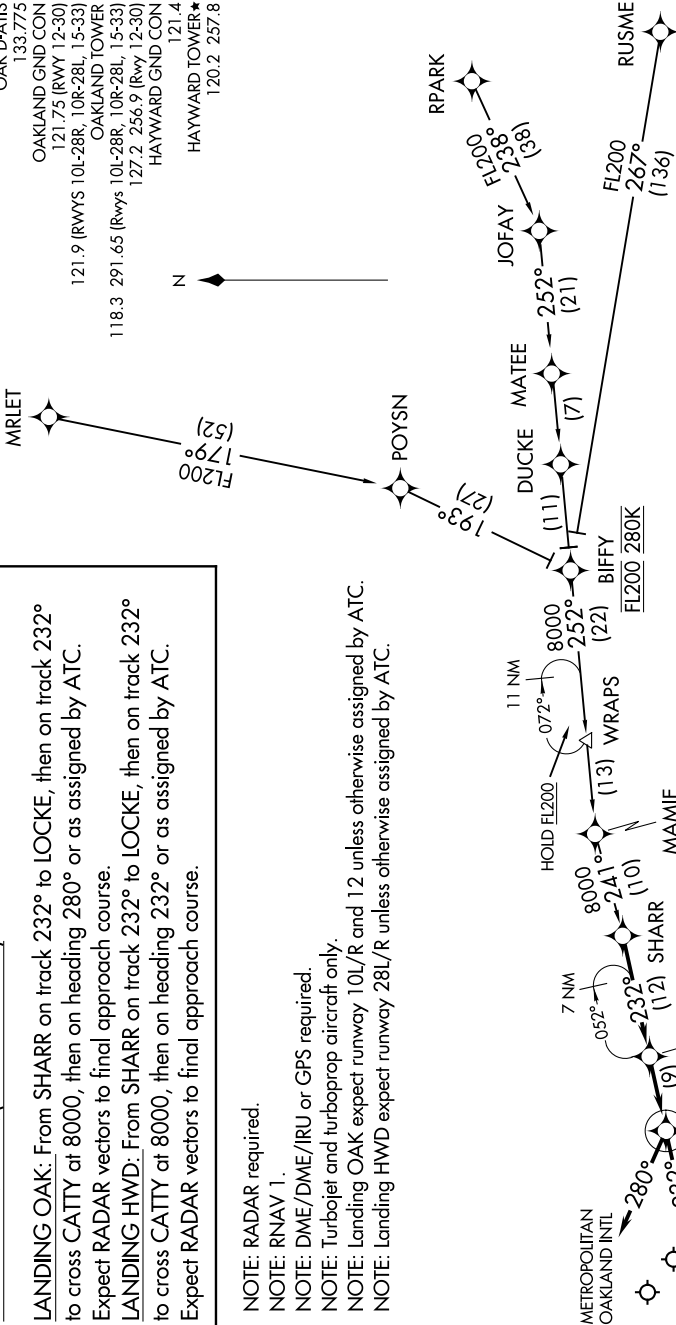 133.775
OAKLAND GND CON
121.75 (RWY 12-30)
121.9 (RWYS 10L-28R, 10R-28L, 15-33)
OAKLAND TOWER
118.3 291.65 (Rwys 10L-28R, 10R-28L, 15-33)
127.2 256.9 (Rwy 12-30)
HAYWARD GND CON
121.4
HAYWARD TOWER★
120.2 257.8
LANDING OAK: From SHARR on track 232° to LOCKE, then on track 232°
to cross CATTY at 8000, then on heading 280° or as assigned by ATC.
Expect RADAR vectors to final approach course.
LANDING HWD: From SHARR on track 232° to LOCKE, then on track 232°
to cross CATTY at 8000, then on heading 232° or as assigned by ATC.
Expect RADAR vectors to final approach course.
NOTE: RADAR required.
NOTE: RNAV 1.
NOTE: DME/DME/IRU or GPS required.
NOTE: Turbojet and turboprop aircraft only.
NOTE: Landing OAK expect runway 10L/R and 12 unless otherwise assigned by ATC.
NOTE: Landing HWD expect runway 28L/R unless otherwise assigned by ATC.
N
MRLET
FL200
179°
(52)
POYSN
193°
(27)
RPARK
FL200
238°
(38)
JOFAY
252°
(21)
MATEE
(7)
DUCKE
(11)
RUSME
FL200
267°
(136)
BIFFY
FL200 280K
8000
252°
(22)
11 NM
072°
HOLD FL200
WRAPS
(13)
MAMIF
8000
241°
(10)
SHARR
7 NM
052°
232°
(12)
(9)
280°
METROPOLITAN
OAKLAND INTL